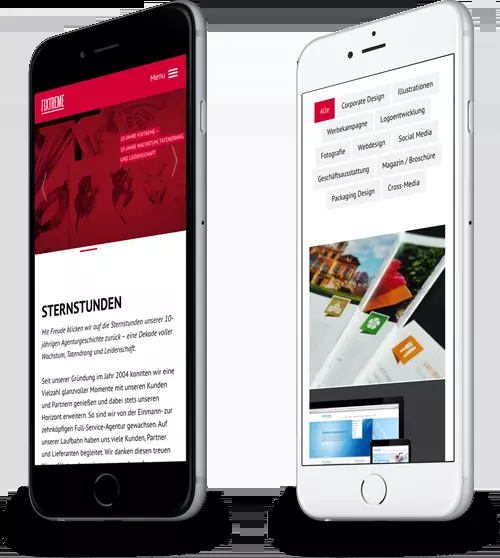 Menu
FIXTREME
10 JAHRE FIXTREME –
10 JAHRE WACHSTUM, TATENDRANG
UND LEIDENSCHAFT
STERNSTUNDEN
Mit Freude blicken wir auf die Sternstunden unserer 10-
jährigen Agenturgeschichte zurück – eine Dekade voller
Wachstum, Tatendrang und Leidenschaft.
Seit unserer Gründung im Jahr 2004 konnten wir eine
Vielzahl glanzvoller Momente mit unseren Kunden
und Partnern genießen und dabei stets unseren
Horizont erweitern. So sind wir von der Einmann- zur
zehnköpfigen Full-Service-Agentur gewachsen. Auf
unserer Laufbahn haben uns viele Kunden, Partner
und Lieferanten begleitet. Wir danken diesen treuen
Alle
Corporate Design
Illustrationen
Werbekampagne
Logoentwicklung
Fotografie
Webdesign
Social Media
Geschäftsausstattung
Magazin / Broschüre
Packaging Design
Cross-Media